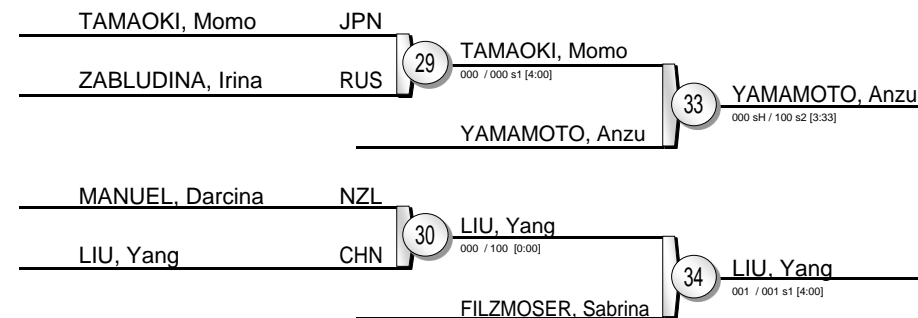 TAMAOKI, Momo JPN
ZABLUDINA, Irina RUS
29
TAMAOKI, Momo
000 / 000 s1 [4:00]
YAMAMOTO, Anzu
33
YAMAMOTO, Anzu
000 sH / 100 s2 [3:33]
MANUEL, Darcina NZL
LIU, Yang CHN
30
LIU, Yang
000 / 100 [0:00]
FILZMOSER, Sabrina
34
LIU, Yang
001 / 001 s1 [4:00]